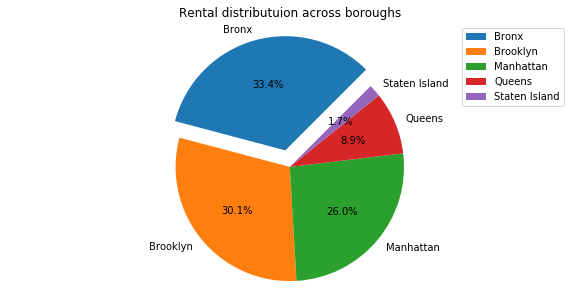 Rental distributuion across boroughs
Bronx
33.4%
Staten Island
1.7%
Queens
8.9%
30.1%
26.0%
Brooklyn
Manhattan
Bronx
Brooklyn
Manhattan
Queens
Staten Island